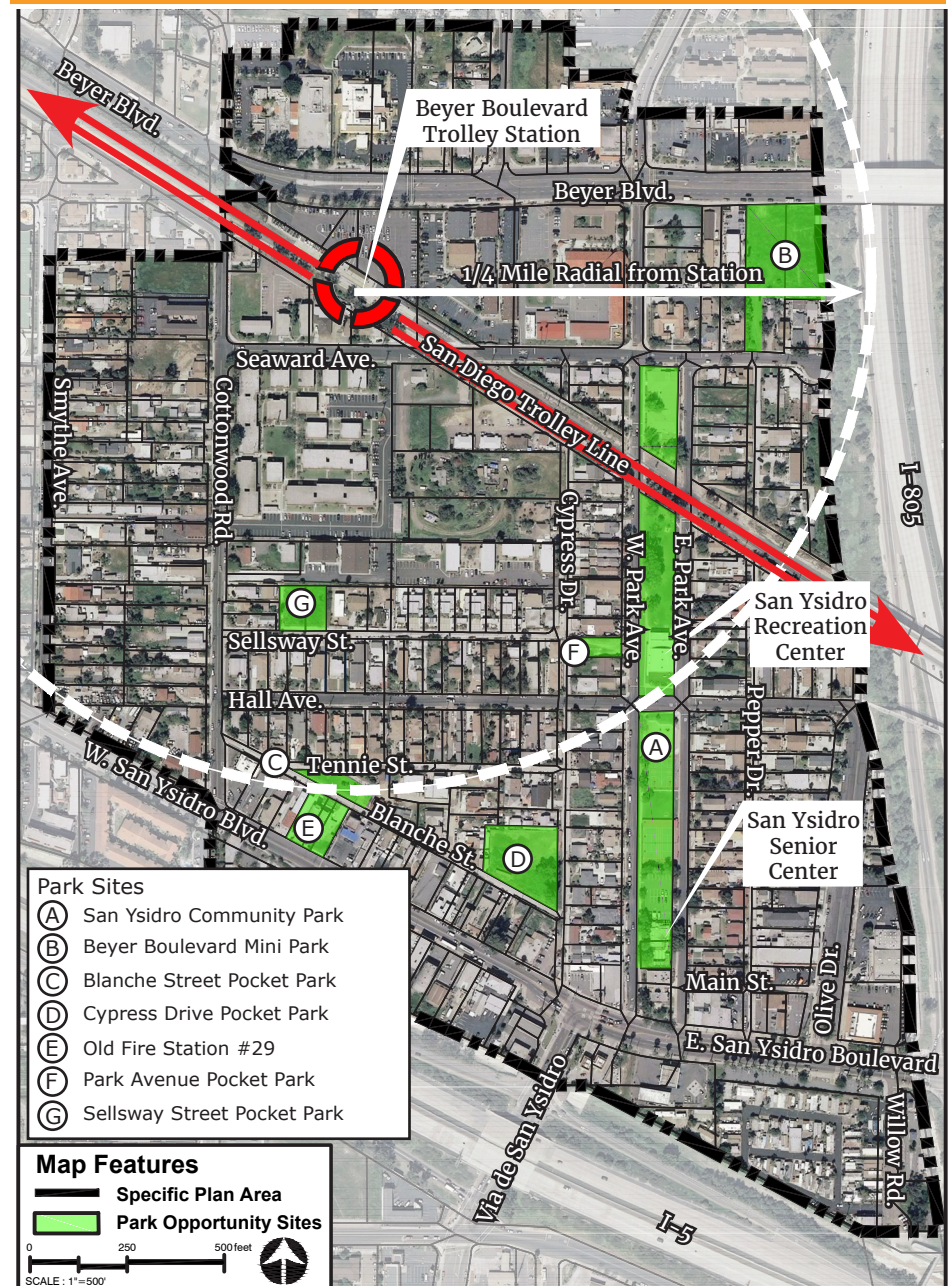 Beyer Blvd.
Beyer Boulevard
Trolley Station
Beyer Blvd.
B
1/4 Mile Radial from Station
Seaward Ave.
San Diego Trolley Line
Smythe Ave.
Cottonwood Rd
I-805
Cypress Dr.
W. Park Ave.
E. Park Ave.
G
San Ysidro
Recreation
Center
Sellsway St.
F
Hall Ave.
Pepper Dr.
A
C
Tennie St.
W. San Ysidro Blvd.
E
Blanche St.
D
San Ysidro
Senior
Center
Main St.
Olive Dr.
E. San Ysidro Boulevard
Willow Rd.
Via de San Ysidro
I-5
Park Sites
A San Ysidro Community Park
B Beyer Boulevard Mini Park
C Blanche Street Pocket Park
D Cypress Drive Pocket Park
E Old Fire Station #29
F Park Avenue Pocket Park
G Sellsway Street Pocket Park
Map Features
Specific Plan Area
Park Opportunity Sites
0 250 500 feet
SCALE : 1"=500'